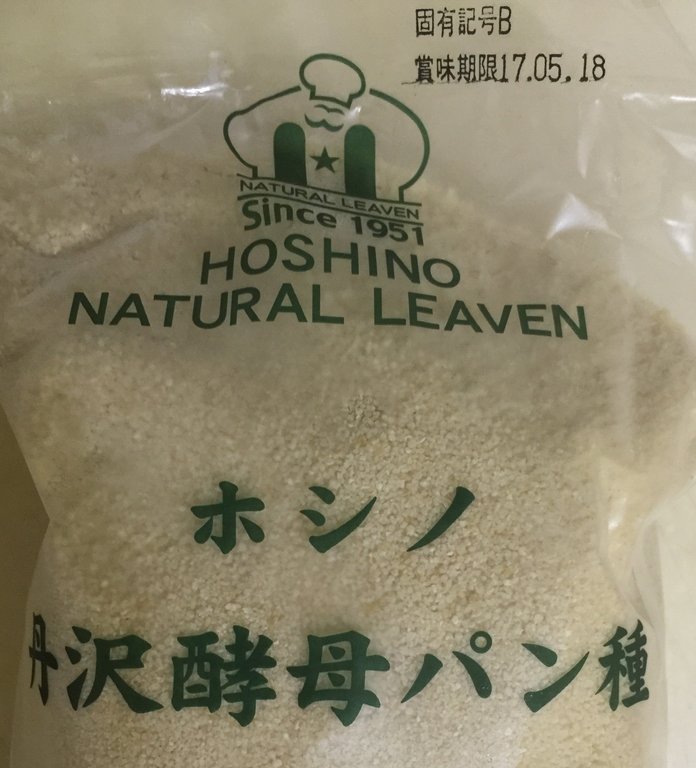 固有記号B
賞味期限17.05.18
NATURAL LEAVEN
Since 1951
HOSHINO
NATURAL LEAVEN
ホシノ
丹沢酵母パン種